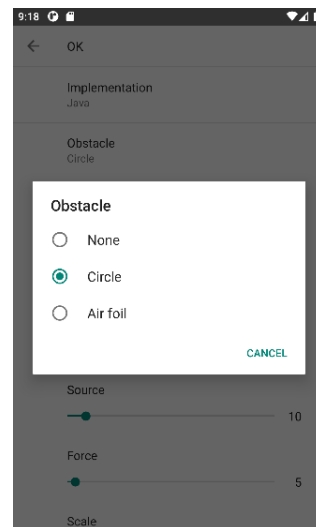 9:18
OK
Implementation
Java
Obstacle
Circle
Obstacle
None
Circle
Air foil
CANCEL
Source
10
Force
5
Scale